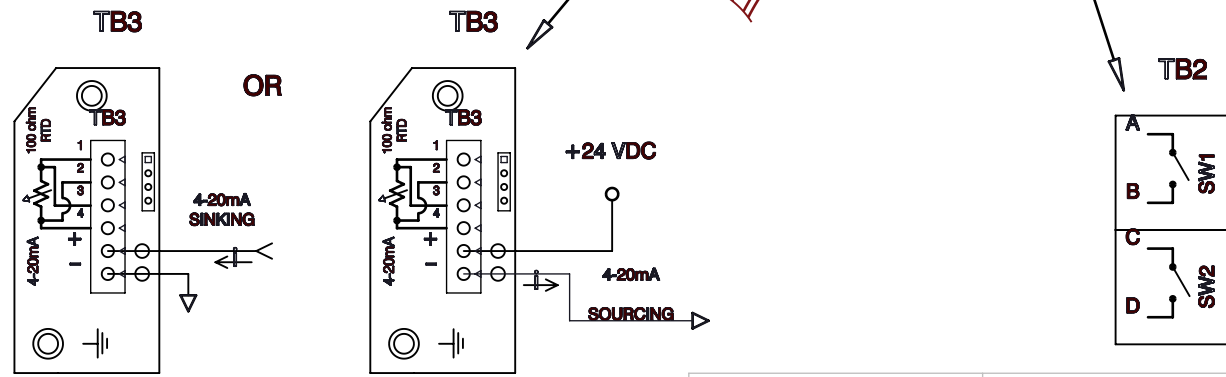 TB3
OR
TB3
100 ohm
RTD
1
2
3
4
+
-
4-20mA
4-20mA
SINKING
i
TB3
TB3
100 ohm
RTD
1
2
3
4
+
-
4-20mA
+24 VDC
i
4-20mA
SOURCING
TB2
A
B
SW1
C
D
SW2